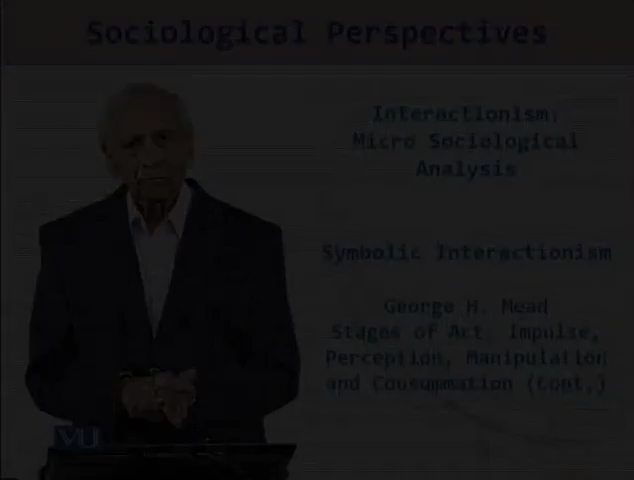 Sociological Perspectives
Interactionism:
Micro Sociological
Analysis
Symbolic Interactionism
George H. Mead
Stages of Act: Impulse,
Perception, Manipulation
and Consummation (Cont.)
VU